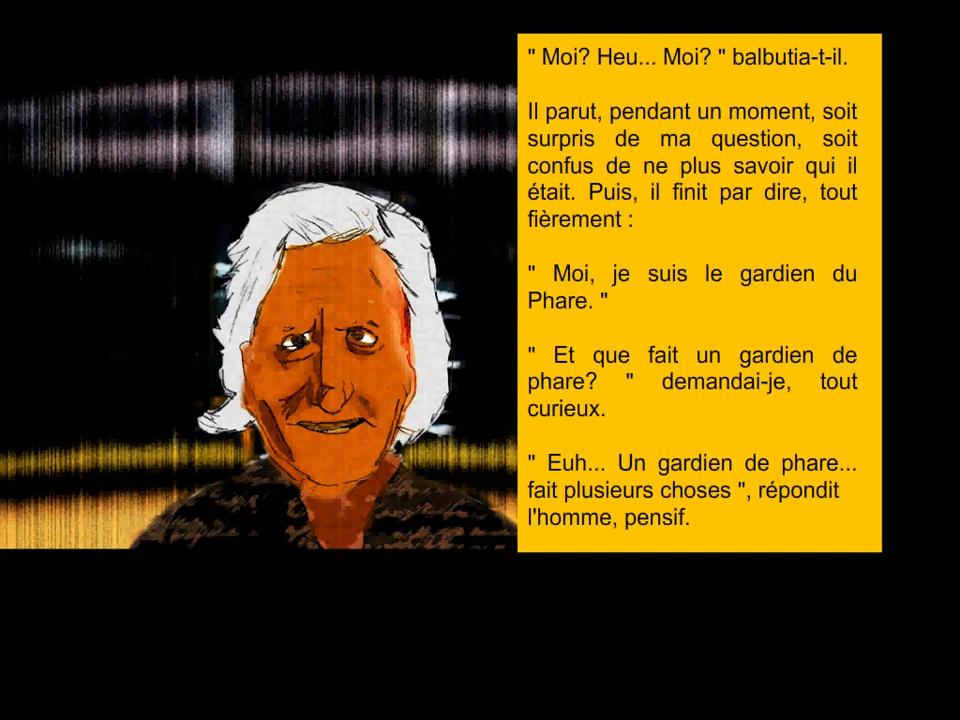 " Moi? Heu... Moi? " balbutia-t-il.
Il parut, pendant un moment, soit
surpris de ma question, soit
confus de ne plus savoir qui il
était. Puis, il finit par dire, tout
fièrement :
" Moi, je suis le gardien du
Phare. "
" Et que fait un gardien de
phare? " demandai-je, tout
curieux.
" Euh... Un gardien de phare...
fait plusieurs choses ", répondit
l'homme, pensif.